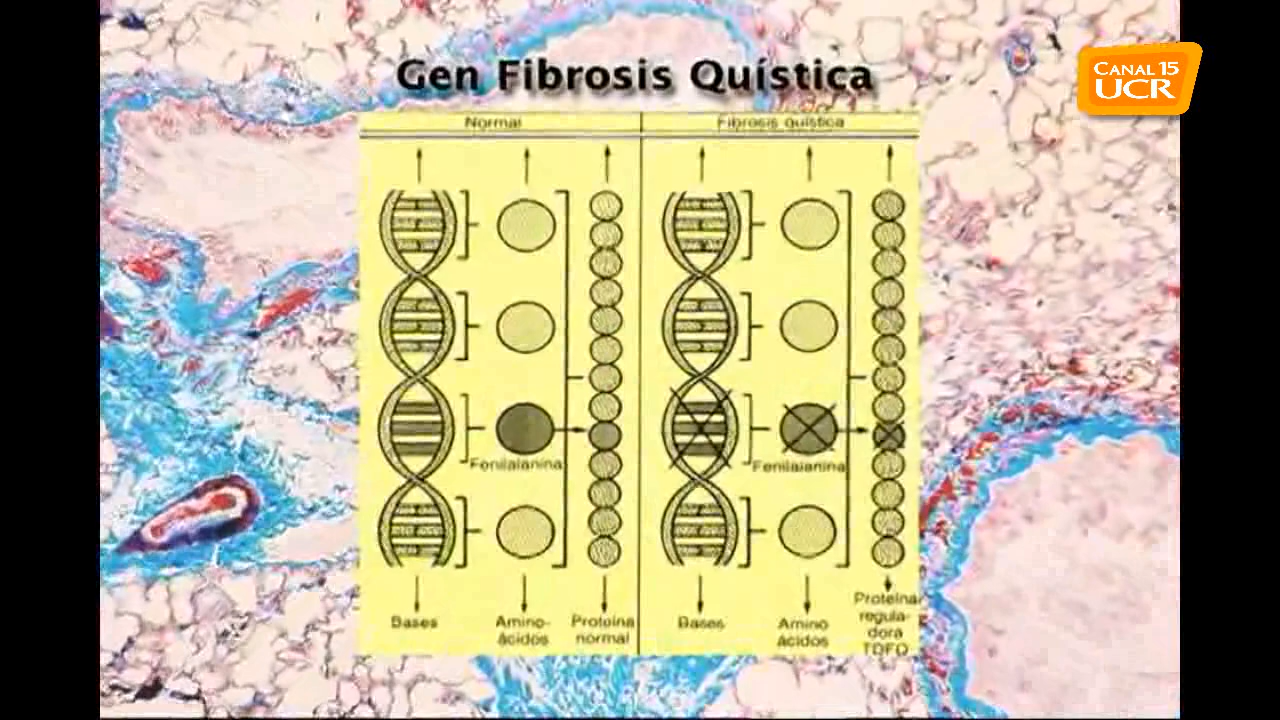 Gen Fibrosis Quística
CANAL 15
UCR
Normal
Fibrosis quística
Fenilalanina
Fenilalanina
Bases
Amino-
ácidos
Proteína
normal
Bases
Amino
ácidos
Proteína
regula-
dora